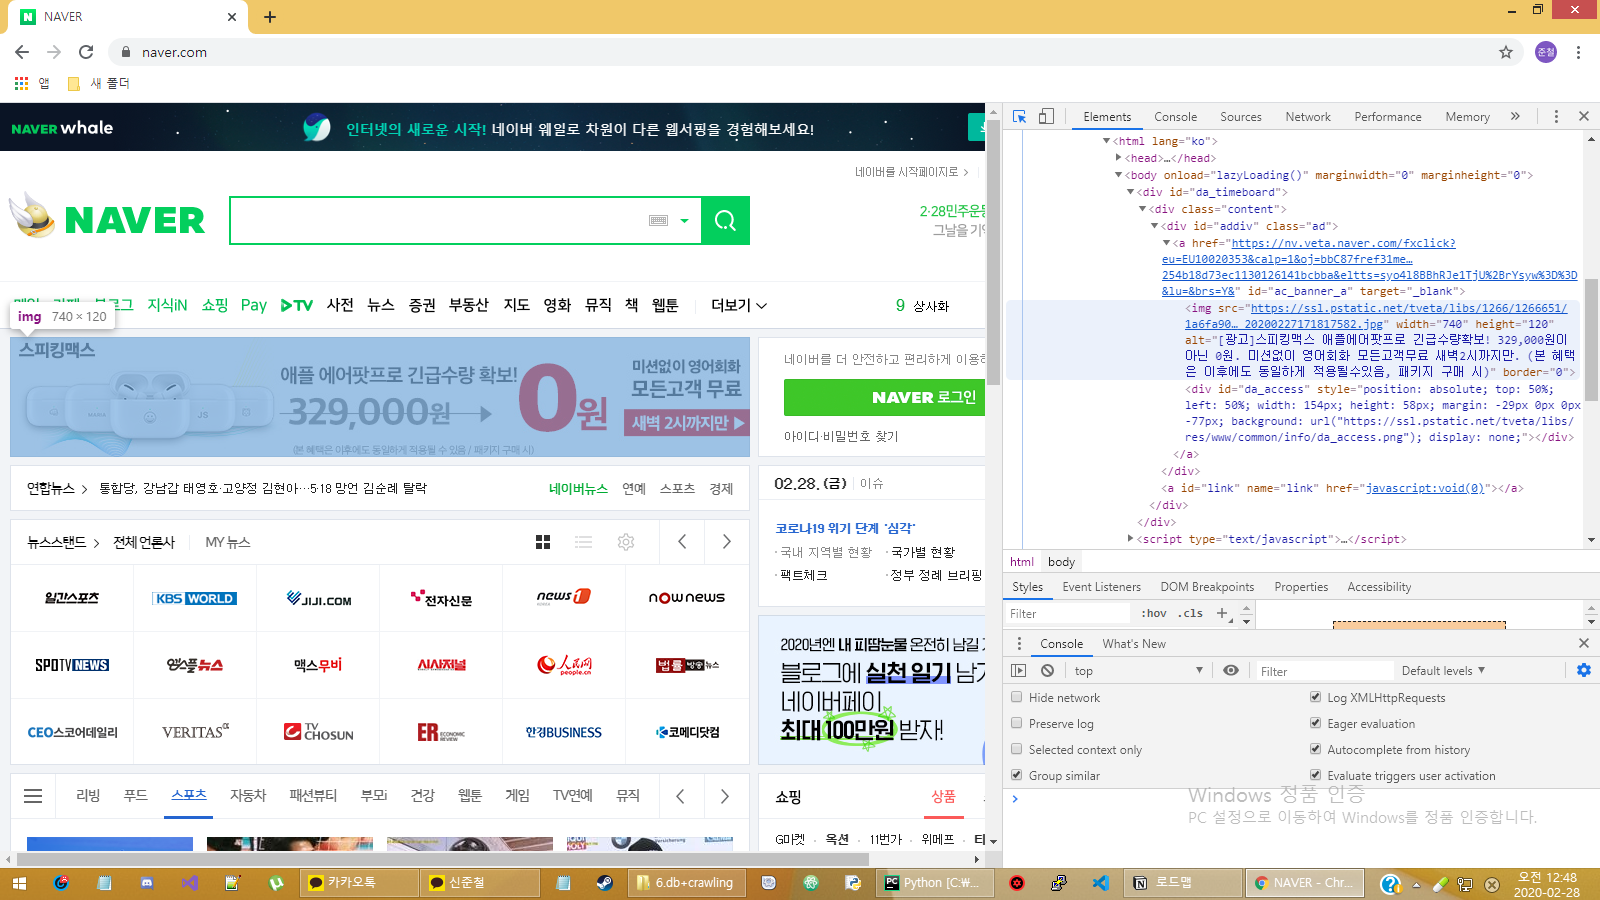 NAVER
naver.com
준철
앱
새 폴더
NAVER whale
인터넷의 새로운 시작! 네이버 웨일로 차원이 다른 웹서핑을 경험해보세요!
네이버를 시작페이지로 >
NAVER
2·28민주운동
그날을 기억
블로그 지식iN 쇼핑 Pay TV 사전 뉴스 증권 부동산 지도 영화 뮤직 책 웹툰 더보기
9 상사화
img 740 × 120
스피킹맥스
애플 에어팟프로 긴급수량 확보!
329,000원
0원
미션없이 영어회화
모든고객 무료
새벽 2시까지만 ▶
(본 혜택은 이후에도 동일하게 적용될 수 있음 / 패키지 구매 시)
네이버를 더 안전하고 편리하게 이용하
NAVER 로그인
아이디·비밀번호 찾기
연합뉴스 > 통합당, 강남갑 태영호·고양정 김현아…5·18 망언 김순례 탈락
네이버뉴스 연예 스포츠 경제
02.28. (금) 이슈
코로나19 위기 단계 '심각'
· 국내 지역별 현황 · 국가별 현황
· 팩트체크 · 정부 정례 브리핑
뉴스스탠드 > 전체 언론사 MY 뉴스
일간스포츠 KBS WORLD JIJI.COM 전자신문 news1 KOREA nownews
SPOTV NEWS 엔스플뉴스 맥스무비 시사저널 人民网 people.cn 법률방송뉴스
CEO스코어데일리 VERITASα TV CHOSUN ER ECONOMIC REVIEW 한경BUSINESS 코메디닷컴
2020년엔 내 피땀눈물 온전히 남길
블로그에 실천 일기 남기
네이버페이
최대 100만원 받자!
리빙 푸드 스포츠 자동차 패션뷰티 부모i 건강 웹툰 게임 TV연예 뮤직
쇼핑 상품
G마켓 · 옥션 · 11번가 · 위메프 · 티
Elements Console Sources Network Performance Memory »
▼<html lang="ko">
▶<head>…</head>
▼<body onload="lazyLoading()" marginwidth="0" marginheight="0">
▼<div id="da_timeboard">
▼<div class="content">
▼<div id="addiv" class="ad">
▼<a href="https://nv.veta.naver.com/fxclick?
eu=EU10020353&calp=1&oj=bbC87fref31me…
254b18d73ec1130126141bcbba&eltts=syo4l8BBhRJe1TjU%2BrYsyw%3D%3D
&lu=&brs=Y&" id="ac_banner_a" target="_blank">
<img src="https://ssl.pstatic.net/tveta/libs/1266/1266651/
1a6fa90…_20200227171817582.jpg" width="740" height="120"
alt="[광고]스피킹맥스 애플에어팟프로 긴급수량확보! 329,000원이
아닌 0원. 미션없이 영어회화 모든고객무료 새벽2시까지만. (본 혜택
은 이후에도 동일하게 적용될수있음, 패키지 구매 시)" border="0">
<div id="da_access" style="position: absolute; top: 50%;
left: 50%; width: 154px; height: 58px; margin: -29px 0px 0px
-77px; background: url("https://ssl.pstatic.net/tveta/libs/
res/www/common/info/da_access.png"); display: none;"></div>
</a>
</div>
<a id="link" name="link" href="javascript:void(0)"></a>
</div>
</div>
▶<script type="text/javascript">…</script>
html body
Styles Event Listeners DOM Breakpoints Properties Accessibility
Filter :hov .cls +
Console What's New
top Filter Default levels ▼
Hide network Log XMLHttpRequests
Preserve log Eager evaluation
Selected context only Autocomplete from history
Group similar Evaluate triggers user activation
Windows 정품 인증
PC 설정으로 이동하여 Windows를 정품 인증합니다.
카카오톡 신준철 6.db+crawling Python [C:₩ 로드맵 NAVER - Chr...
오전 12:48
2020-02-28